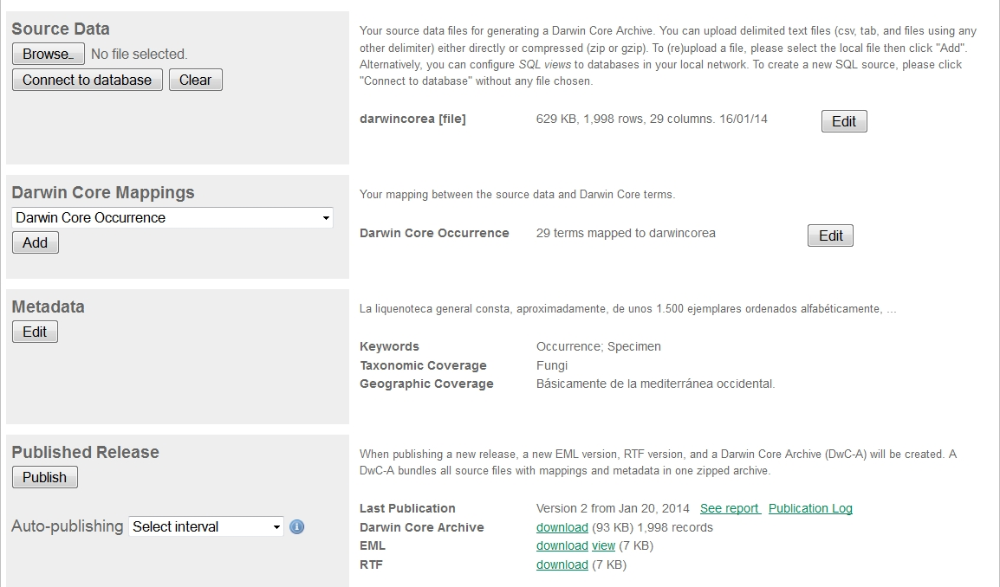 Source Data
Browse_ No file selected.
Connect to database Clear
Your source data files for generating a Darwin Core Archive. You can upload delimited text files (csv, tab, and files using any
other delimiter) either directly or compressed (zip or gzip). To (re)upload a file, please select the local file then click "Add".
Alternatively, you can configure SQL views to databases in your local network. To create a new SQL source, please click
"Connect to database" without any file chosen.
darwincorea [file] 629 KB, 1,998 rows, 29 columns. 16/01/14 Edit
Darwin Core Mappings
Darwin Core Occurrence
Add
Your mapping between the source data and Darwin Core terms.
Darwin Core Occurrence 29 terms mapped to darwincorea Edit
Metadata
Edit
La liquenoteca general consta, aproximadamente, de unos 1.500 ejemplares ordenados alfabéticamente, ...
Keywords Occurrence; Specimen
Taxonomic Coverage Fungi
Geographic Coverage Básicamente de la mediterránea occidental.
Published Release
Publish
Auto-publishing Select interval i
When publishing a new release, a new EML version, RTF version, and a Darwin Core Archive (DwC-A) will be created. A
DwC-A bundles all source files with mappings and metadata in one zipped archive.
Last Publication Version 2 from Jan 20, 2014 See report Publication Log
Darwin Core Archive download (93 KB) 1,998 records
EML download view (7 KB)
RTF download (7 KB)